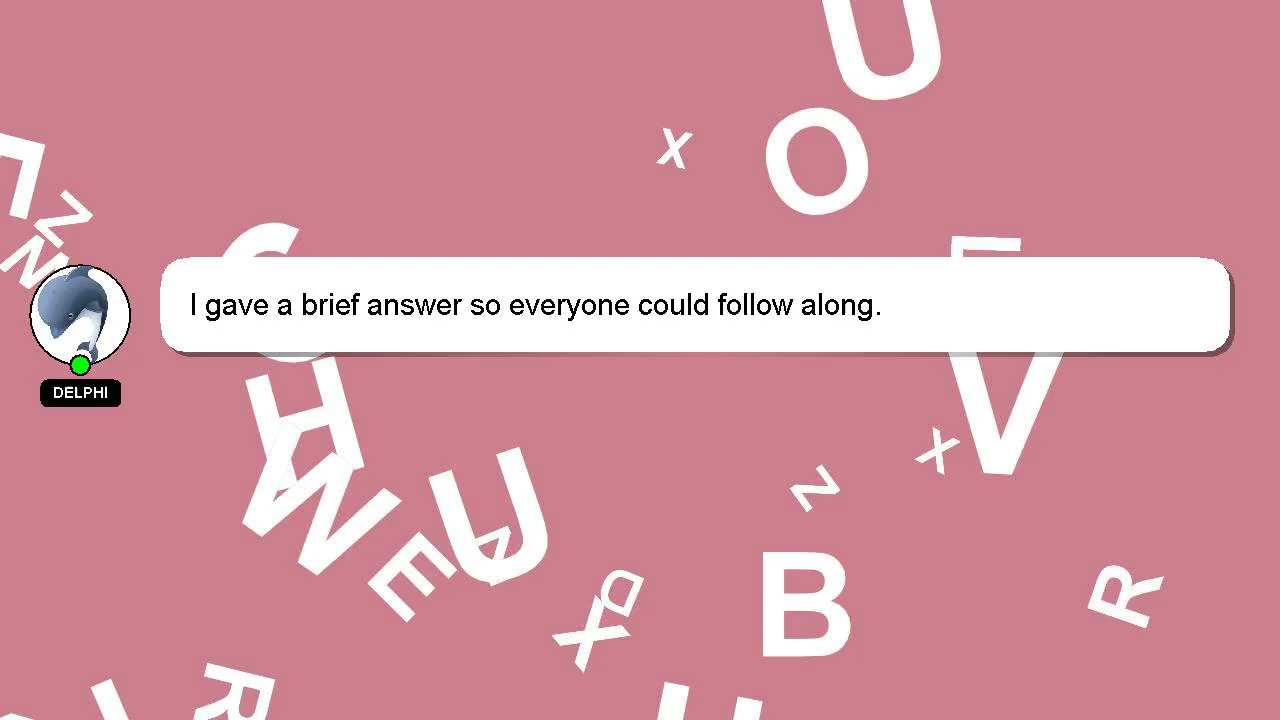 I gave a brief answer so everyone could follow along.
DELPHI
U
O
X
L
Z
N
C
H
W
E
U
Z
D
X
B
Z
X
V
R
R